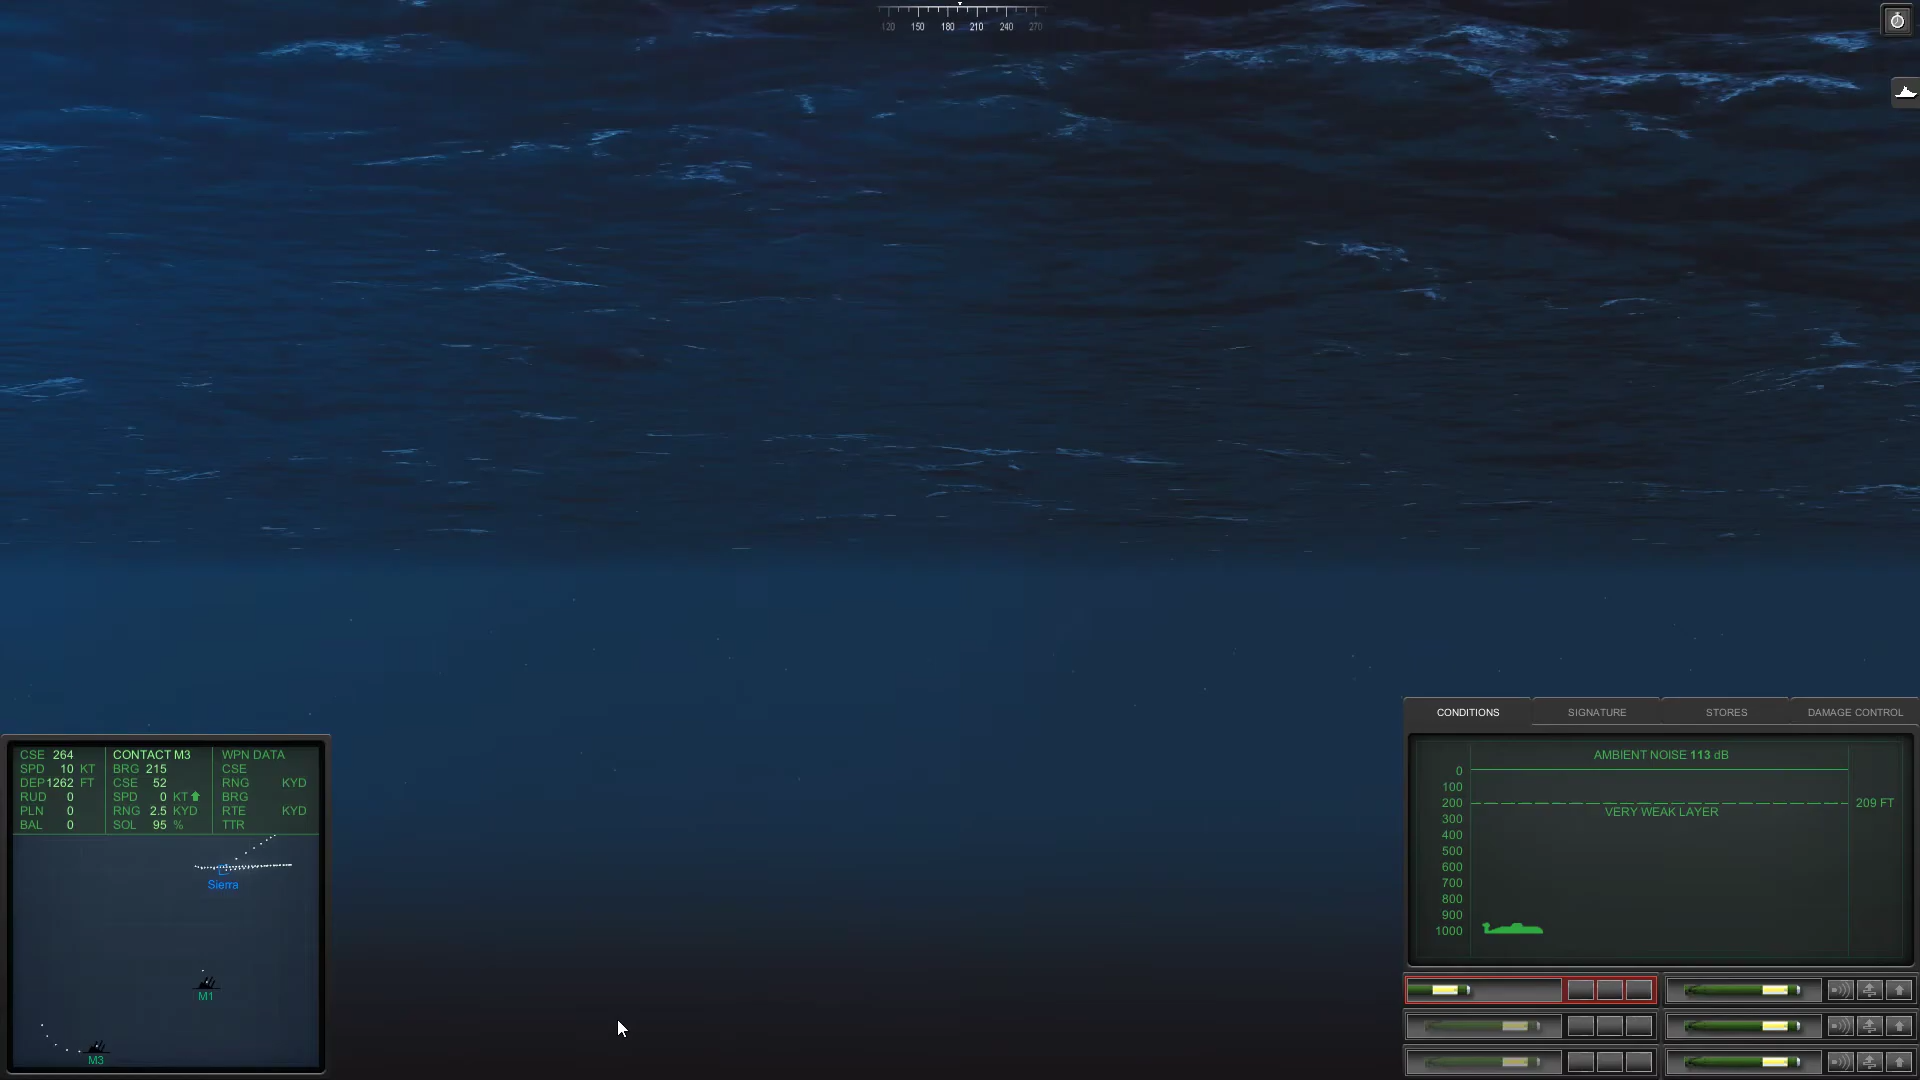 120 150 180 210 240 270
CONDITIONS SIGNATURE STORES DAMAGE CONTROL
CSE 264 CONTACT M3 WPN DATA
SPD 10 KT BRG 215 CSE
DEP 1262 FT CSE 52 RNG KYD
RUD 0 SPD 0 KT BRG
PLN 0 RNG 2.5 KYD RTE KYD
BAL 0 SOL 95 % TTR
Sierra
M1
M3
AMBIENT NOISE 113 dB
0
100
200 209 FT
VERY WEAK LAYER
300
400
500
600
700
800
900
1000